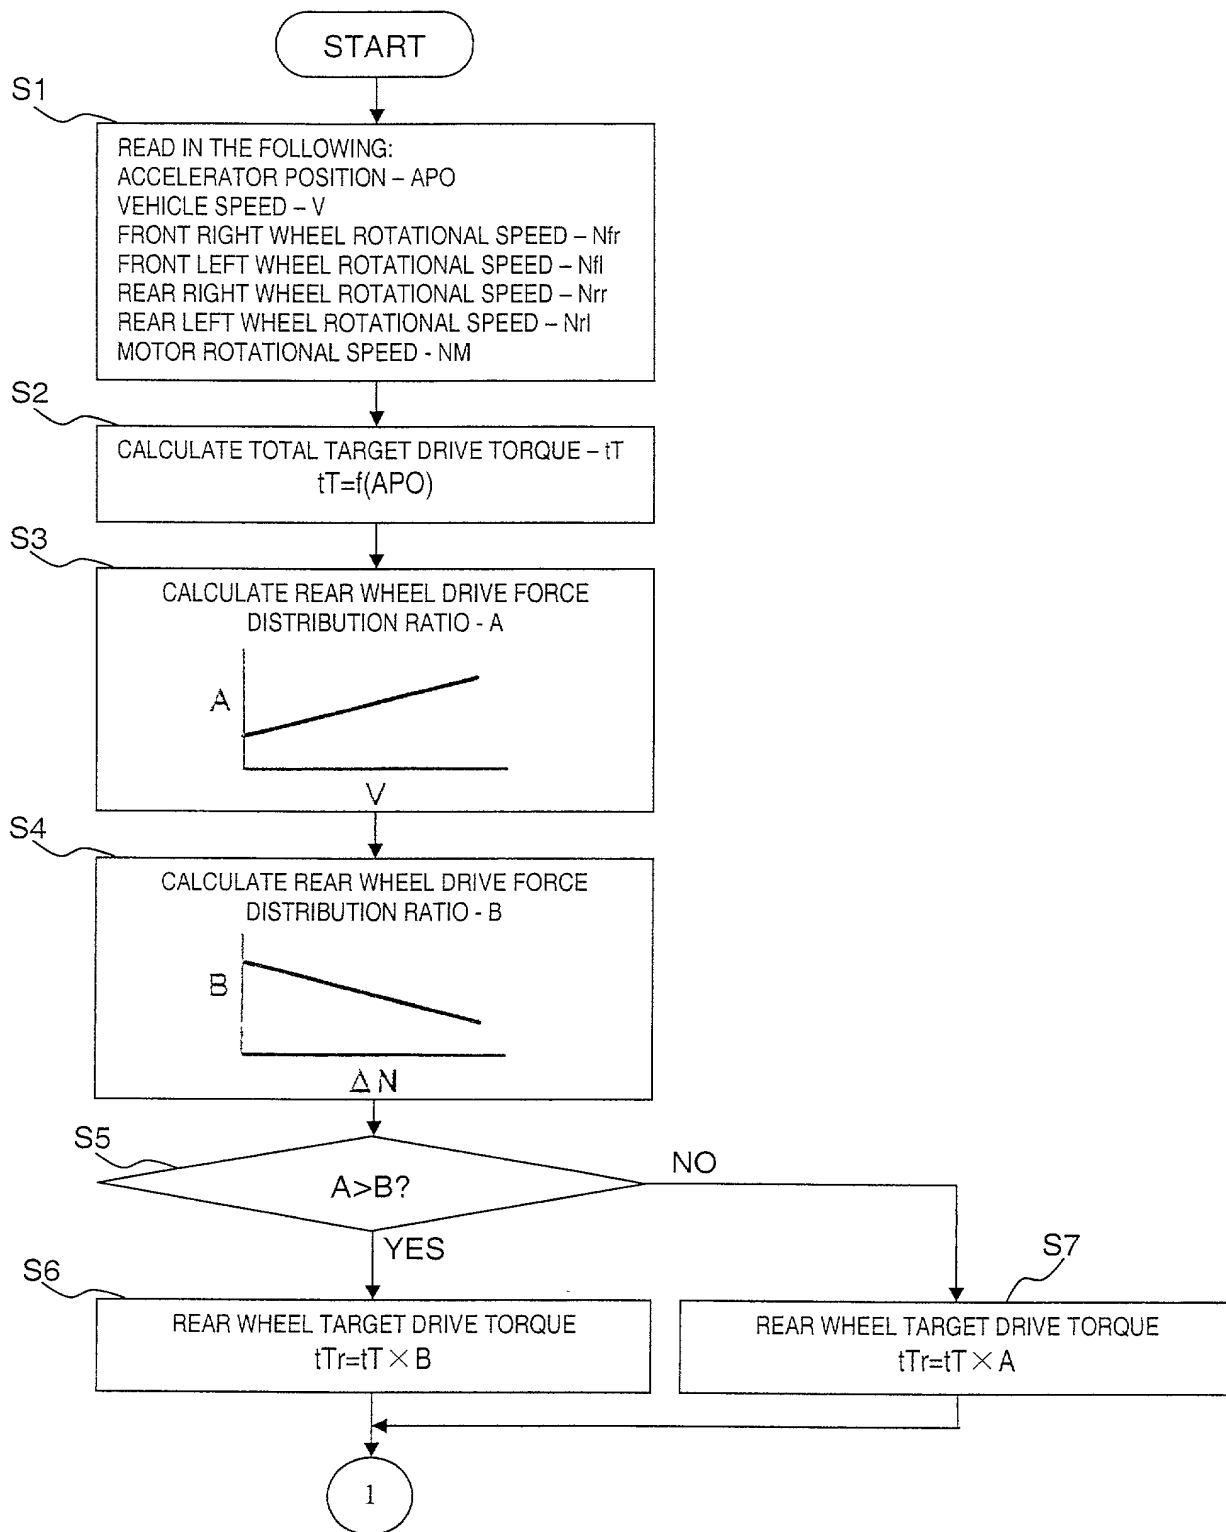 START
S1
READ IN THE FOLLOWING:
ACCELERATOR POSITION – APO
VEHICLE SPEED – V
FRONT RIGHT WHEEL ROTATIONAL SPEED – Nfr
FRONT LEFT WHEEL ROTATIONAL SPEED – Nfl
REAR RIGHT WHEEL ROTATIONAL SPEED – Nrr
REAR LEFT WHEEL ROTATIONAL SPEED – Nrl
MOTOR ROTATIONAL SPEED - NM
S2
CALCULATE TOTAL TARGET DRIVE TORQUE – tT
tT=f(APO)
S3
CALCULATE REAR WHEEL DRIVE FORCE
DISTRIBUTION RATIO - A
A
V
S4
CALCULATE REAR WHEEL DRIVE FORCE
DISTRIBUTION RATIO - B
B
ΔN
S5
A>B?
NO
YES
S6
REAR WHEEL TARGET DRIVE TORQUE
tTr=tT×B
S7
REAR WHEEL TARGET DRIVE TORQUE
tTr=tT×A
1